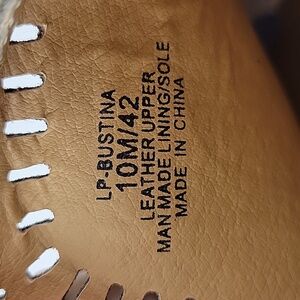 LP-BUSTINA
10M/42
LEATHER UPPER
MAN MADE LINING/SOLE
MADE IN CHINA